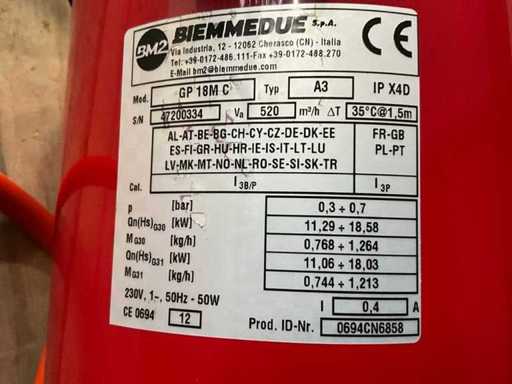 BM2 BIEMMEDUE S.p.A. CE
Via Industria, 12 - 12062 Cherasco (CN) - Italia
Tel: +39-0172-486.111-Fax +39-0172-488.270
E-Mail bm2@biemmedue.com
Mod. GP 18M C Typ A3 IP X4D
S/N 47200334 Va 520 m³/h ΔT 35°C@1,5m
AL-AT-BE-BG-CH-CY-CZ-DE-DK-EE FR-GB
ES-FI-GR-HU-HR-IE-IS-IT-LT-LU PL-PT
LV-MK-MT-NO-NL-RO-SE-SI-SK-TR
Cat. I3B/P I3P
p [bar] 0,3 ÷ 0,7
Qn(Hs)G30 [kW] 11,29 ÷ 18,58
MG30 [kg/h] 0,768 ÷ 1,264
Qn(Hs)G31 [kW] 11,06 ÷ 18,03
MG31 [kg/h] 0,744 ÷ 1,213
230V, 1~, 50Hz - 50W I 0,4 A
CE 0694 12 Prod. ID-Nr. 0694CN6858